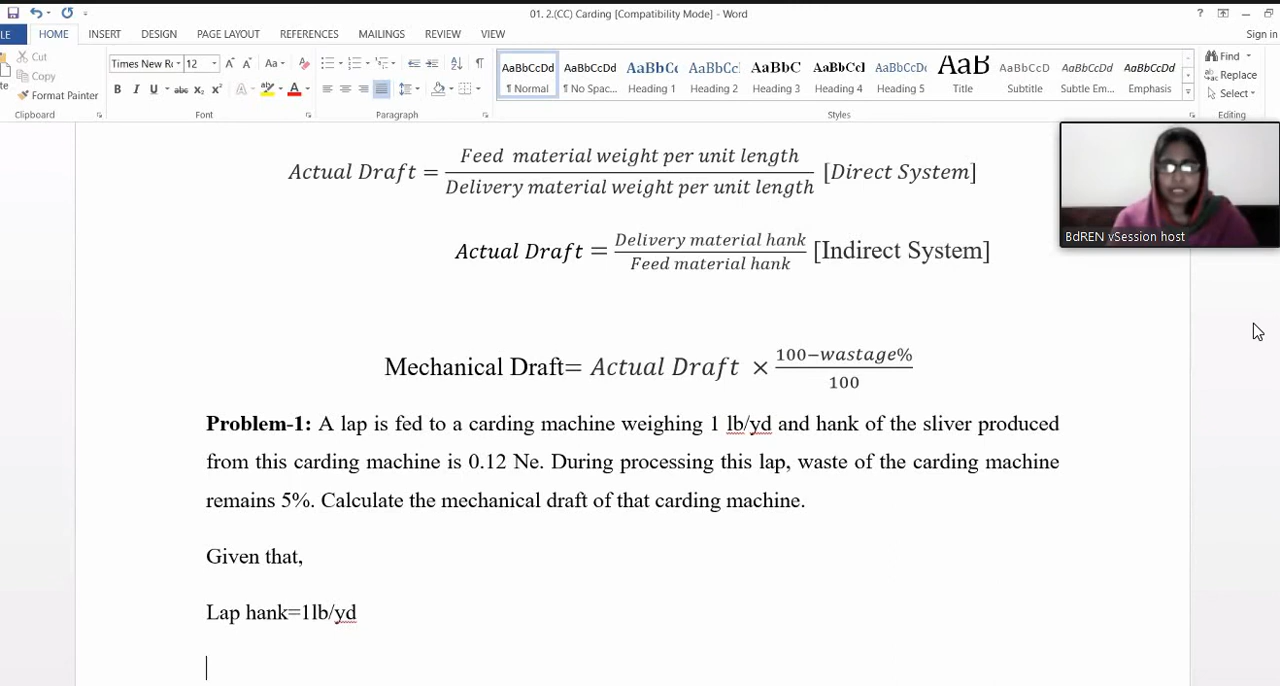 01. 2.(CC) Carding [Compatibility Mode] - Word
LE HOME INSERT DESIGN PAGE LAYOUT REFERENCES MAILINGS REVIEW VIEW Sign in
Cut
Copy
te Format Painter
Clipboard
Times New R 12
Font
Paragraph
AaBbCcDd AaBbCcDd AaBbCc AaBbCc AaBbC AaBbCcl AaBbCcDc AaB AaBbCcD AaBbCcDd AaBbCcDd
¶ Normal ¶ No Spac... Heading 1 Heading 2 Heading 3 Heading 4 Heading 5 Title Subtitle Subtle Em... Emphasis
Styles
Find
Replace
Select
Editing
Actual Draft = Feed material weight per unit length / Delivery material weight per unit length [Direct System]
Actual Draft = Delivery material hank / Feed material hank [Indirect System]
BdREN vSession host
Mechanical Draft= Actual Draft × 100−wastage% / 100
Problem-1: A lap is fed to a carding machine weighing 1 lb/yd and hank of the sliver produced
from this carding machine is 0.12 Ne. During processing this lap, waste of the carding machine
remains 5%. Calculate the mechanical draft of that carding machine.
Given that,
Lap hank=1lb/yd